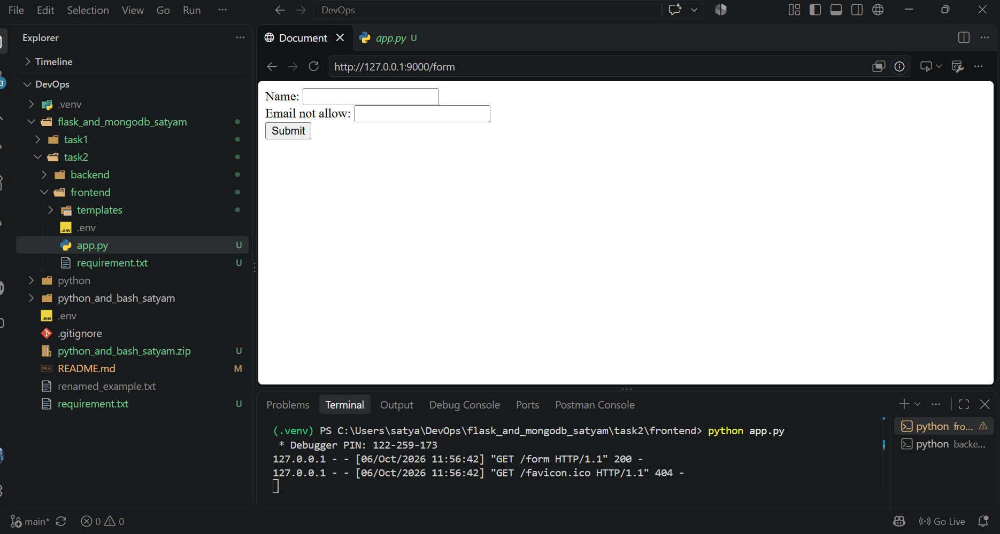 File Edit Selection View Go Run ··· DevOps
Explorer
Timeline
DevOps
.venv
flask_and_mongodb_satyam
task1
task2
backend
frontend
templates
.env
app.py U
requirement.txt U
python
python_and_bash_satyam
.env
.gitignore
python_and_bash_satyam.zip U
README.md M
renamed_example.txt
requirement.txt U
3
Document
app.py U
http://127.0.0.1:9000/form
Name:
Email not allow:
Submit
Problems Terminal Output Debug Console Ports Postman Console
(.venv) PS C:\Users\satya\DevOps\flask_and_mongodb_satyam\task2\frontend> python app.py
* Debugger PIN: 122-259-173
127.0.0.1 - - [06/Oct/2026 11:56:42] "GET /form HTTP/1.1" 200 -
127.0.0.1 - - [06/Oct/2026 11:56:42] "GET /favicon.ico HTTP/1.1" 404 -
python fro...
python backe...
main* 0 0 Go Live